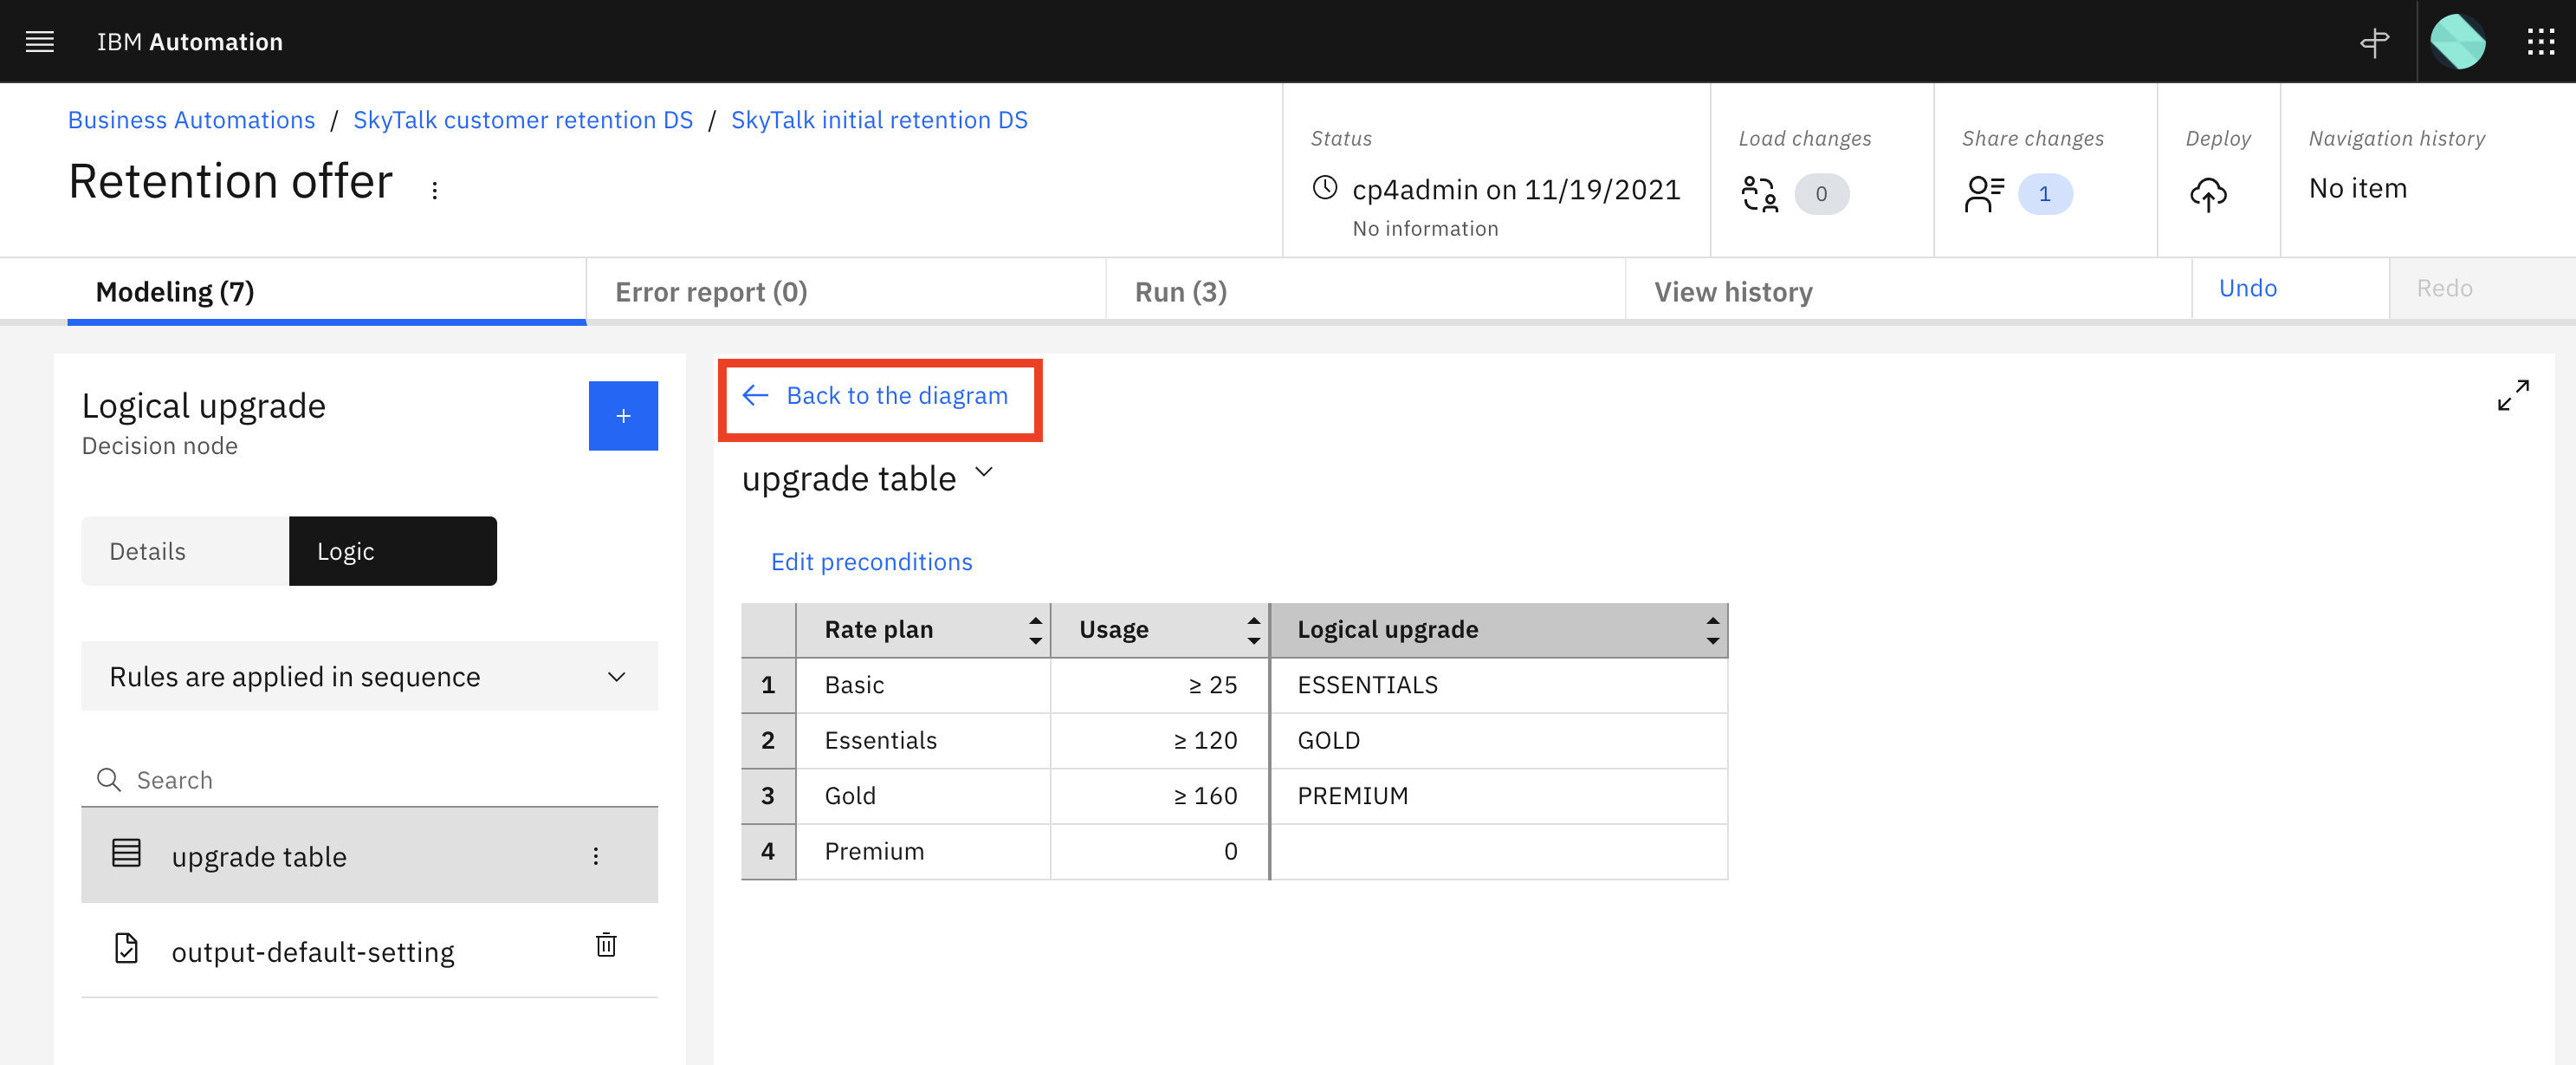 IBM Automation
Business Automations / SkyTalk customer retention DS / SkyTalk initial retention DS
Retention offer
Status
cp4admin on 11/19/2021
No information
Load changes
0
Share changes
1
Deploy
Navigation history
No item
Modeling (7)
Error report (0)
Run (3)
View history
Undo
Redo
Logical upgrade
Decision node
+
Details
Logic
Rules are applied in sequence
Search
upgrade table
output-default-setting
Back to the diagram
upgrade table
Edit preconditions
Rate plan Usage Logical upgrade
1 Basic ≥ 25 ESSENTIALS
2 Essentials ≥ 120 GOLD
3 Gold ≥ 160 PREMIUM
4 Premium 0